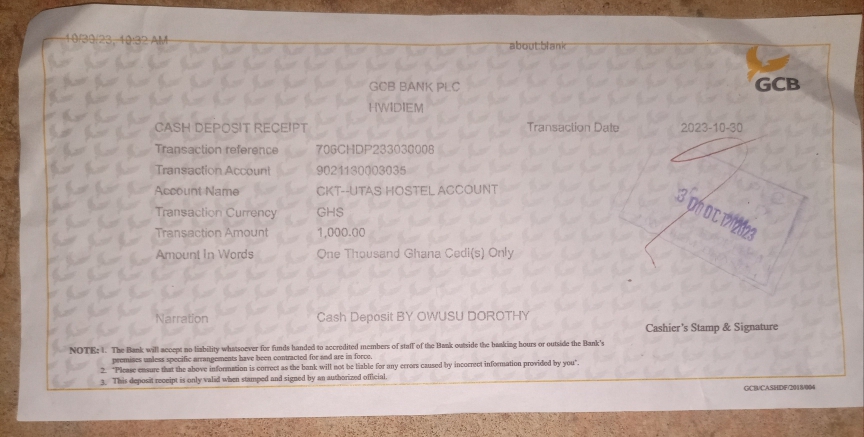 10/30/23, 10:32 AM about:blank
GCB
GCB BANK PLC
HWIDIEM
CASH DEPOSIT RECEIPT Transaction Date 2023-10-30
Transaction reference 70GCHDP233030008
Transaction Account 9021130003035
Account Name CKT--UTAS HOSTEL ACCOUNT
Transaction Currency GHS
Transaction Amount 1,000.00
Amount In Words One Thousand Ghana Cedi(s) Only
30 OCT 2023
Narration Cash Deposit BY OWUSU DOROTHY
Cashier's Stamp & Signature
NOTE: 1. The Bank will accept no liability whatsoever for funds handed to accredited members of staff of the Bank outside the banking hours or outside the Bank's
premises unless specific arrangements have been contracted for and are in force.
2. "Please ensure that the above information is correct as the bank will not be liable for any errors caused by incorrect information provided by you".
3. This deposit receipt is only valid when stamped and signed by an authorized official.
GCB/CASHDP/2018/004